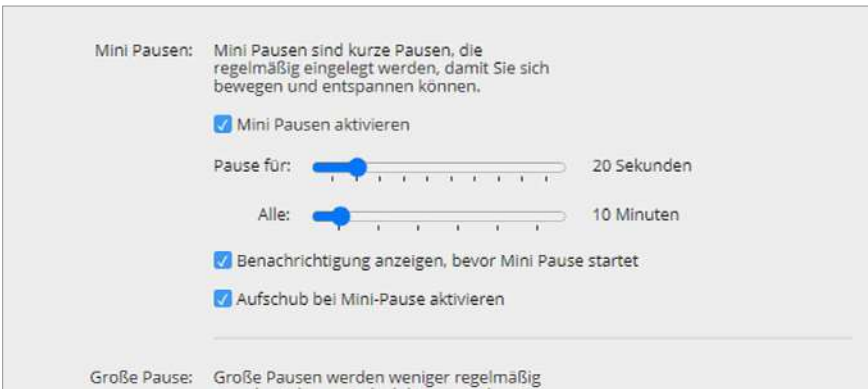 Mini Pausen: Mini Pausen sind kurze Pausen, die
regelmäßig eingelegt werden, damit Sie sich
bewegen und entspannen können.
Mini Pausen aktivieren
Pause für: 20 Sekunden
Alle: 10 Minuten
Benachrichtigung anzeigen, bevor Mini Pause startet
Aufschub bei Mini-Pause aktivieren
Große Pause: Große Pausen werden weniger regelmäßig